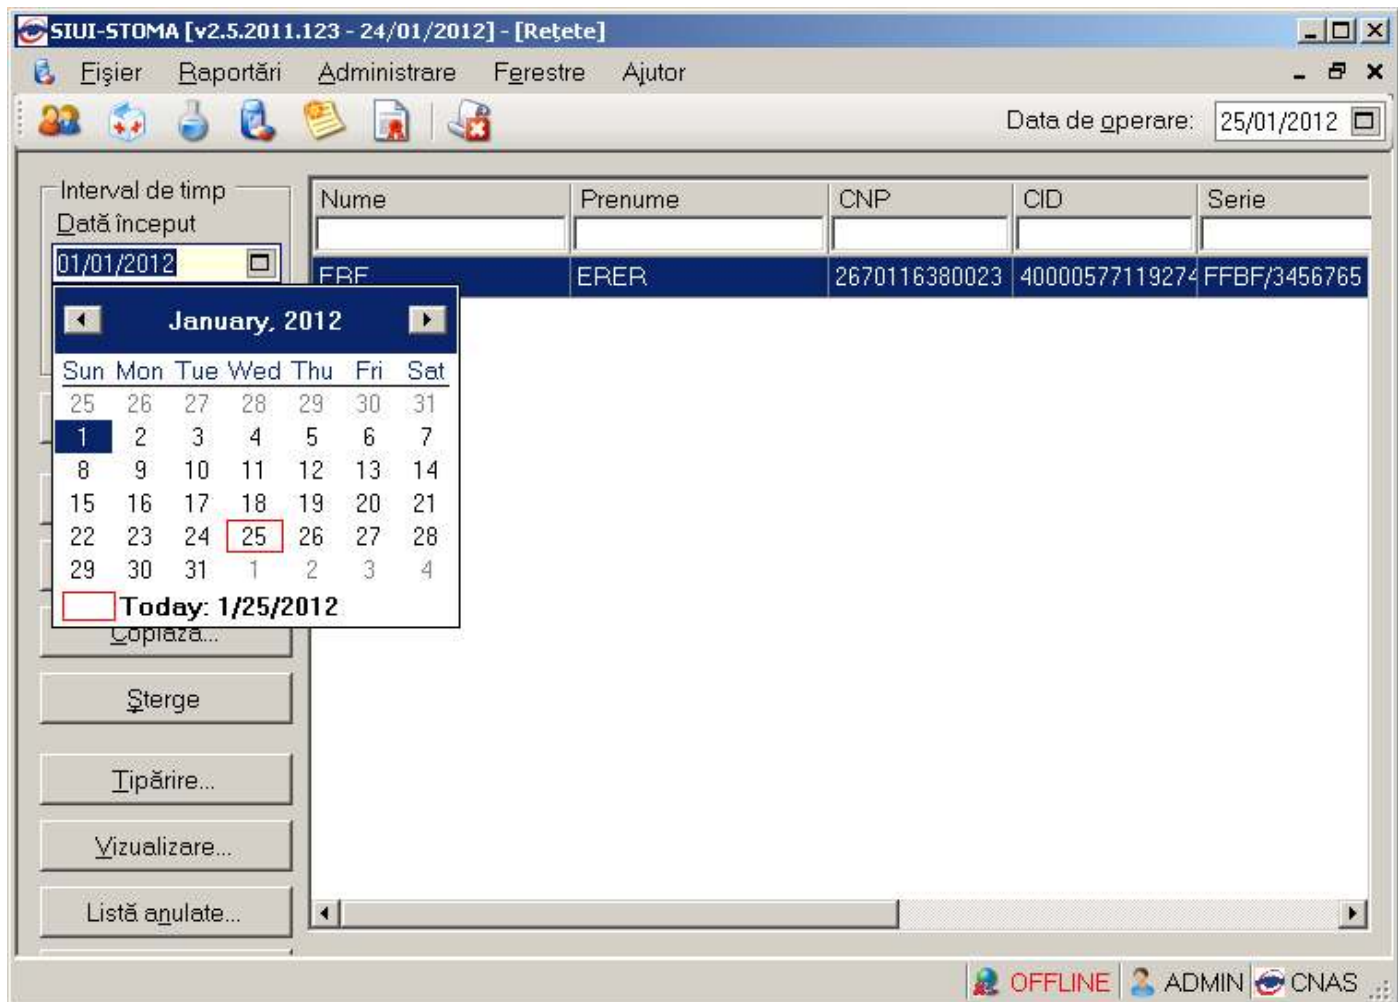 SIUI-STOMA [v2.5.2011.123 - 24/01/2012] - [Reţete]
Fişier Raportări Administrare Ferestre Ajutor
Data de operare: 25/01/2012
Interval de timp
Dată început
01/01/2012
Nume Prenume CNP CID Serie
ERER 2670116380023 40000577119274 FFBF/3456765
January, 2012
Sun Mon Tue Wed Thu Fri Sat
25 26 27 28 29 30 31
1 2 3 4 5 6 7
8 9 10 11 12 13 14
15 16 17 18 19 20 21
22 23 24 25 26 27 28
29 30 31 1 2 3 4
Today: 1/25/2012
Copiază...
Şterge
Tipărire...
Vizualizare...
Listă anulate...
OFFLINE ADMIN CNAS